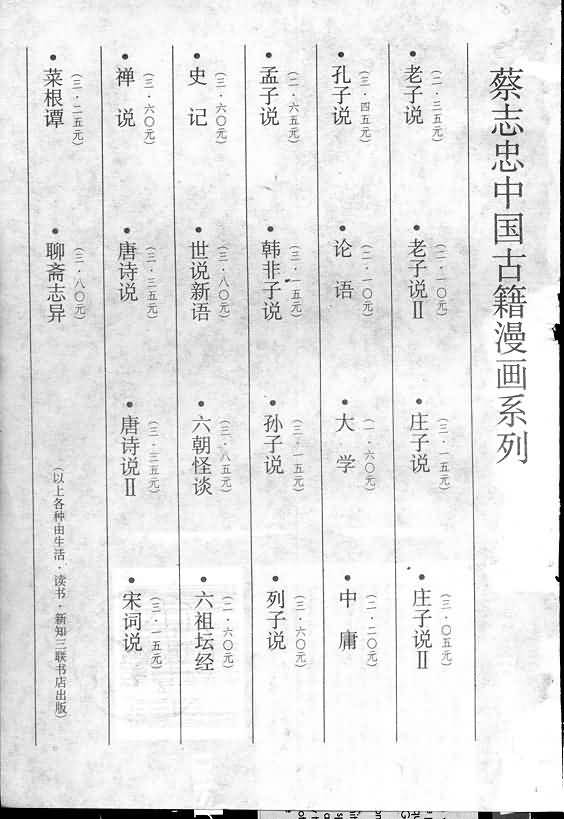 蔡志忠中国古籍漫画系列
•老子说（二·三五元）
•老子说Ⅱ（二·二〇元）
•庄子说（三·一五元）
•庄子说Ⅱ（三·〇五元）
•孔子说（三·四五元）
•论语（二·二〇元）
•大学（一·六〇元）
•中庸（二·二〇元）
•孟子说（二·六五元）
•韩非子说（三·一五元）
•孙子说（三·一五元）
•列子说（三·六〇元）
•史记（三·六〇元）
•世说新语（三·八〇元）
•六朝怪谈（三·八五元）
•六祖坛经（二·六〇元）
•禅说（三·六〇元）
•唐诗说（三·三五元）
•唐诗说Ⅱ（三·三五元）
•宋词说（三·一五元）
•菜根谭（三·二五元）
•聊斋志异（三·八〇元）
（以上各种由生活·读书·新知三联书店出版）